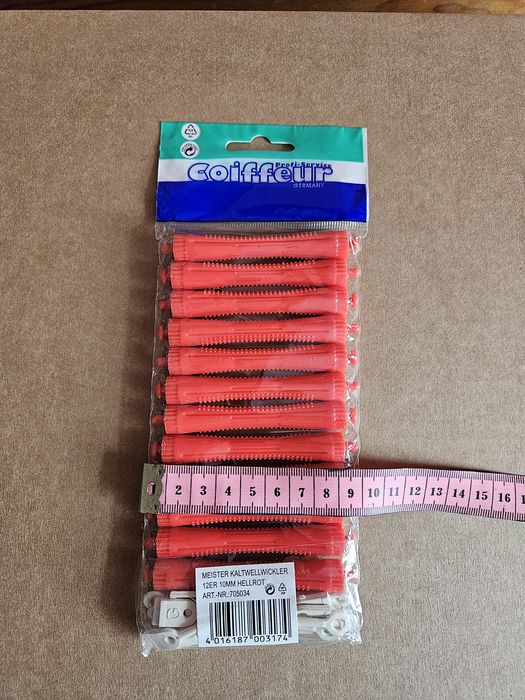 Profi-Service
Coiffeur
GERMANY
2 3 4 5 6 7 8 9 10 11 12 13 14 15 16
MEISTER KALTWELLWICKLER
12ER 10MM HELLROT
ART.-NR.:705034
4 016187 003174